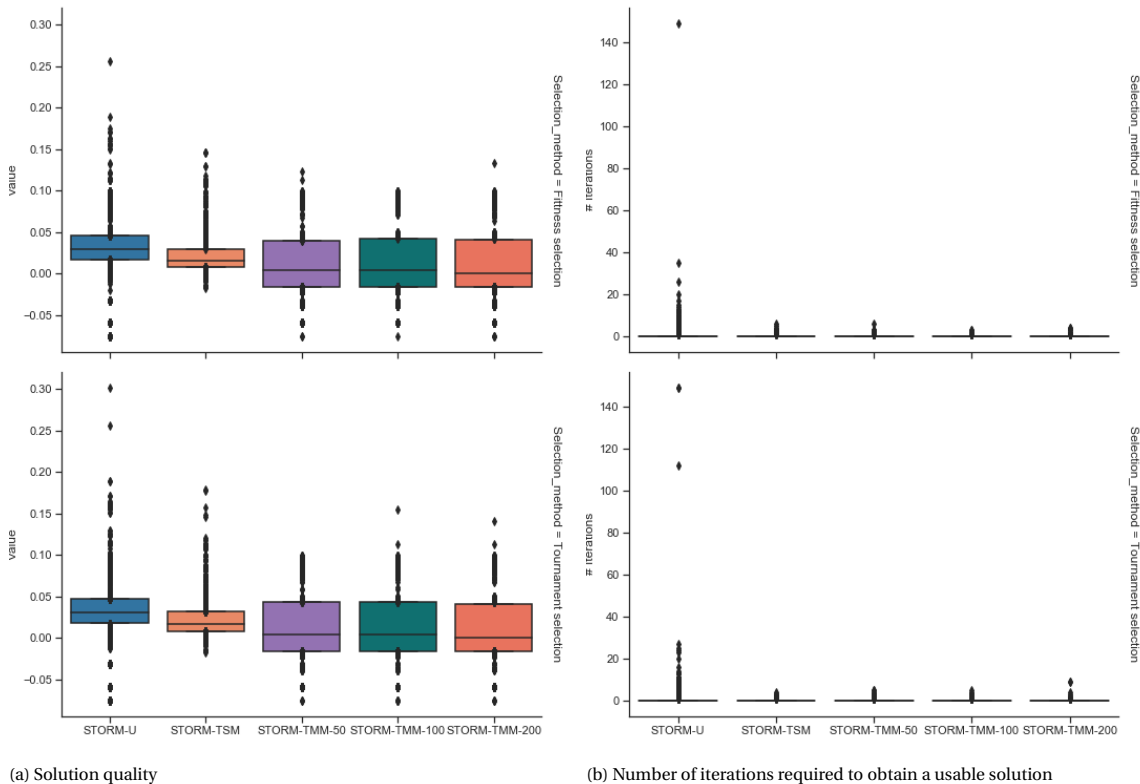 0.30
0.25
0.20
0.15
0.10
0.05
0.00
−0.05
value
Selection_method = Fittness selection
140
120
100
80
60
40
20
0
# iterations
Selection_method = Fittness selection
0.30
0.25
0.20
0.15
0.10
0.05
0.00
−0.05
value
Selection_method = Tournament selection
STORM-U STORM-TSM STORM-TMM-50 STORM-TMM-100 STORM-TMM-200
140
120
100
80
60
40
20
0
# iterations
Selection_method = Tournament selection
STORM-U STORM-TSM STORM-TMM-50 STORM-TMM-100 STORM-TMM-200
(a) Solution quality
(b) Number of iterations required to obtain a usable solution